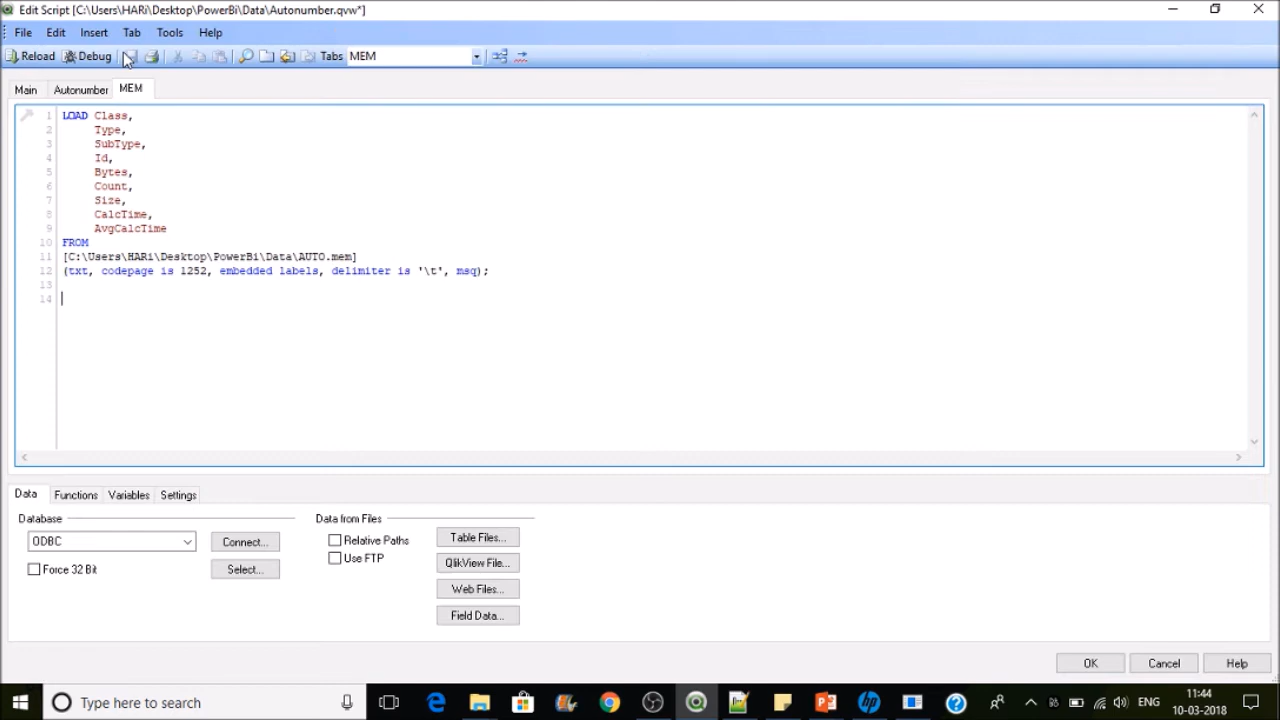 Edit Script [C:\Users\HARi\Desktop\PowerBi\Data\Autonumber.qvw*]
File Edit Insert Tab Tools Help
Reload Debug Tabs MEM
Main Autonumber MEM
1 LOAD Class,
2 Type,
3 SubType,
4 Id,
5 Bytes,
6 Count,
7 Size,
8 CalcTime,
9 AvgCalcTime
10 FROM
11 [C:\Users\HARi\Desktop\PowerBi\Data\AUTO.mem]
12 (txt, codepage is 1252, embedded labels, delimiter is '\t', msq);
13
14
Data Functions Variables Settings
Database Data from Files
ODBC Connect... Relative Paths Table Files...
Use FTP QlikView File...
Force 32 Bit Select... Web Files...
Field Data...
OK Cancel Help
Type here to search ENG 11:44
10-03-2018